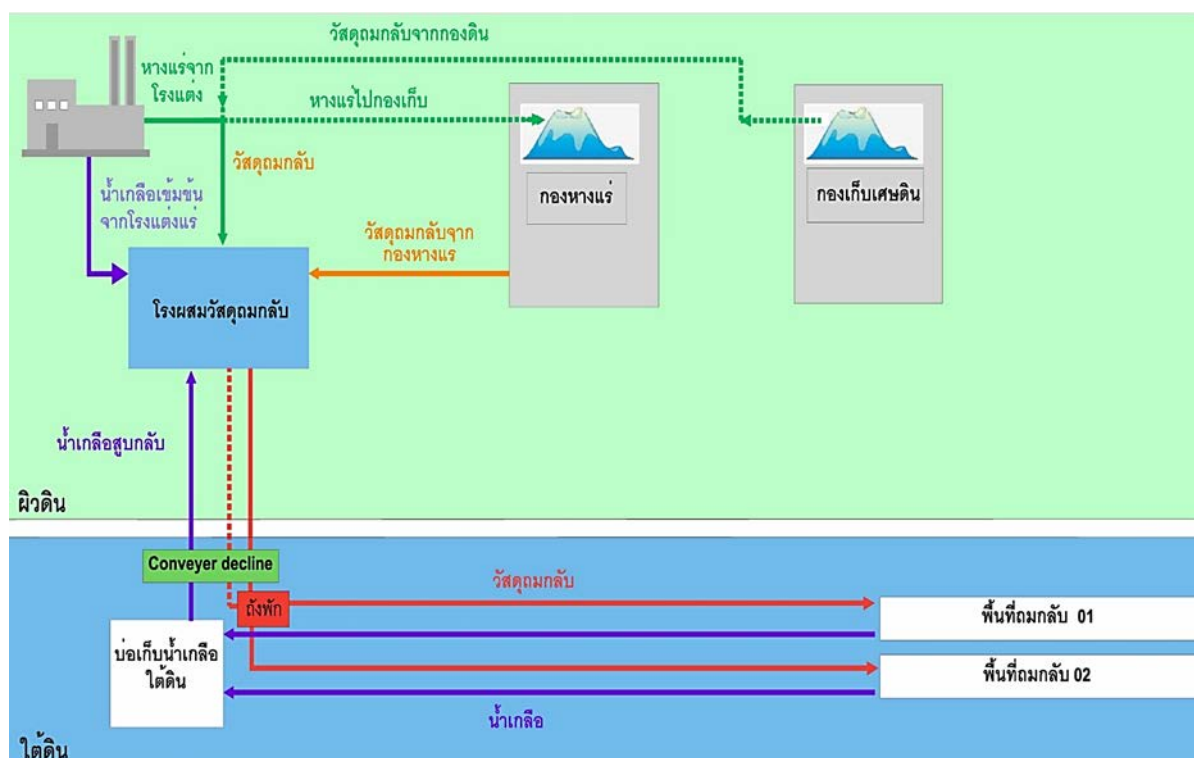 วัสดุถมกลับจากกองดิน
หางแร่จาก
โรงแต่ง
หางแร่ไปกองเก็บ
วัสดุถมกลับ
น้ำเกลือเข้มข้น
จากโรงแต่งแร่
กองหางแร่
กองเก็บเศษดิน
วัสดุถมกลับจาก
กองหางแร
โรงผสมวัสดุถมกลับ
น้ำเกลือสูบกลับ
ผิวดิน
Conveyer decline
วัสดุถมกลับ
ถังพัก
พื้นที่ถมกลับ 01
บ่อเก็บน้ำเกลือ
ใต้ดิน
พื้นที่ถมกลับ 02
น้ำเกลือ
ใต้ดิน